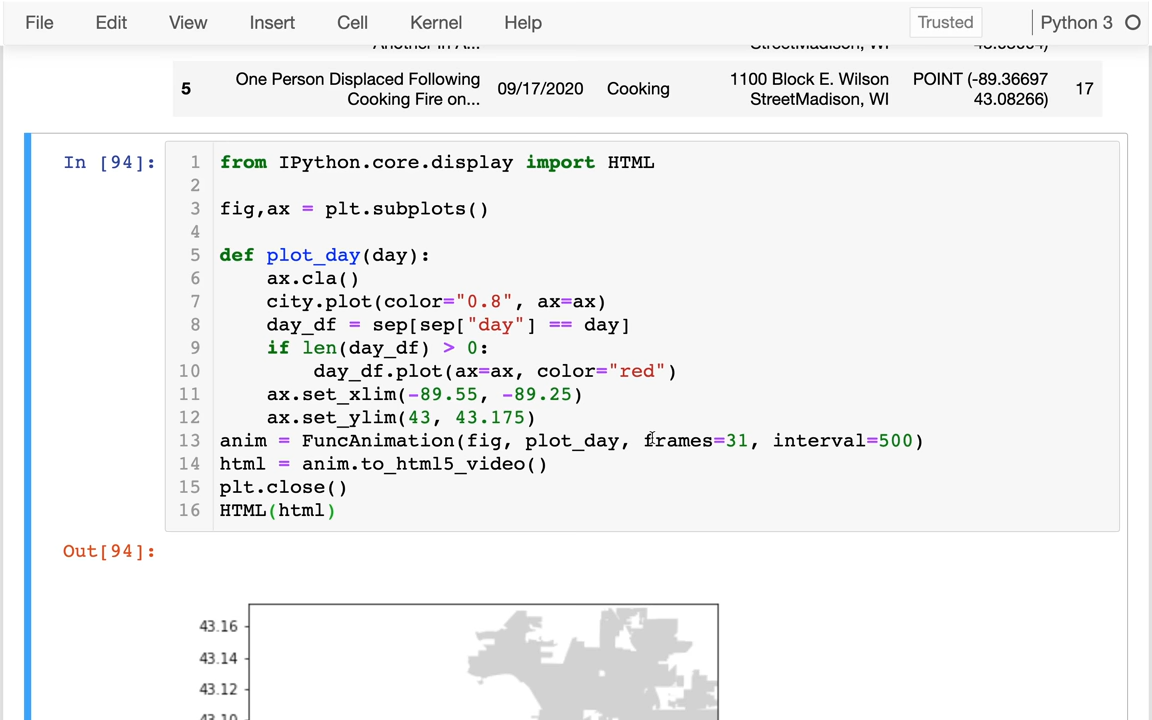 File Edit View Insert Cell Kernel Help Trusted Python 3
5 One Person Displaced Following Cooking Fire on... 09/17/2020 Cooking 1100 Block E. Wilson StreetMadison, WI POINT (-89.36697 43.08266) 17
In [94]:
1 from IPython.core.display import HTML
2
3 fig,ax = plt.subplots()
4
5 def plot_day(day):
6     ax.cla()
7     city.plot(color="0.8", ax=ax)
8     day_df = sep[sep["day"] == day]
9     if len(day_df) > 0:
10         day_df.plot(ax=ax, color="red")
11     ax.set_xlim(-89.55, -89.25)
12     ax.set_ylim(43, 43.175)
13 anim = FuncAnimation(fig, plot_day, frames=31, interval=500)
14 html = anim.to_html5_video()
15 plt.close()
16 HTML(html)
Out[94]:
43.16
43.14
43.12
43.10